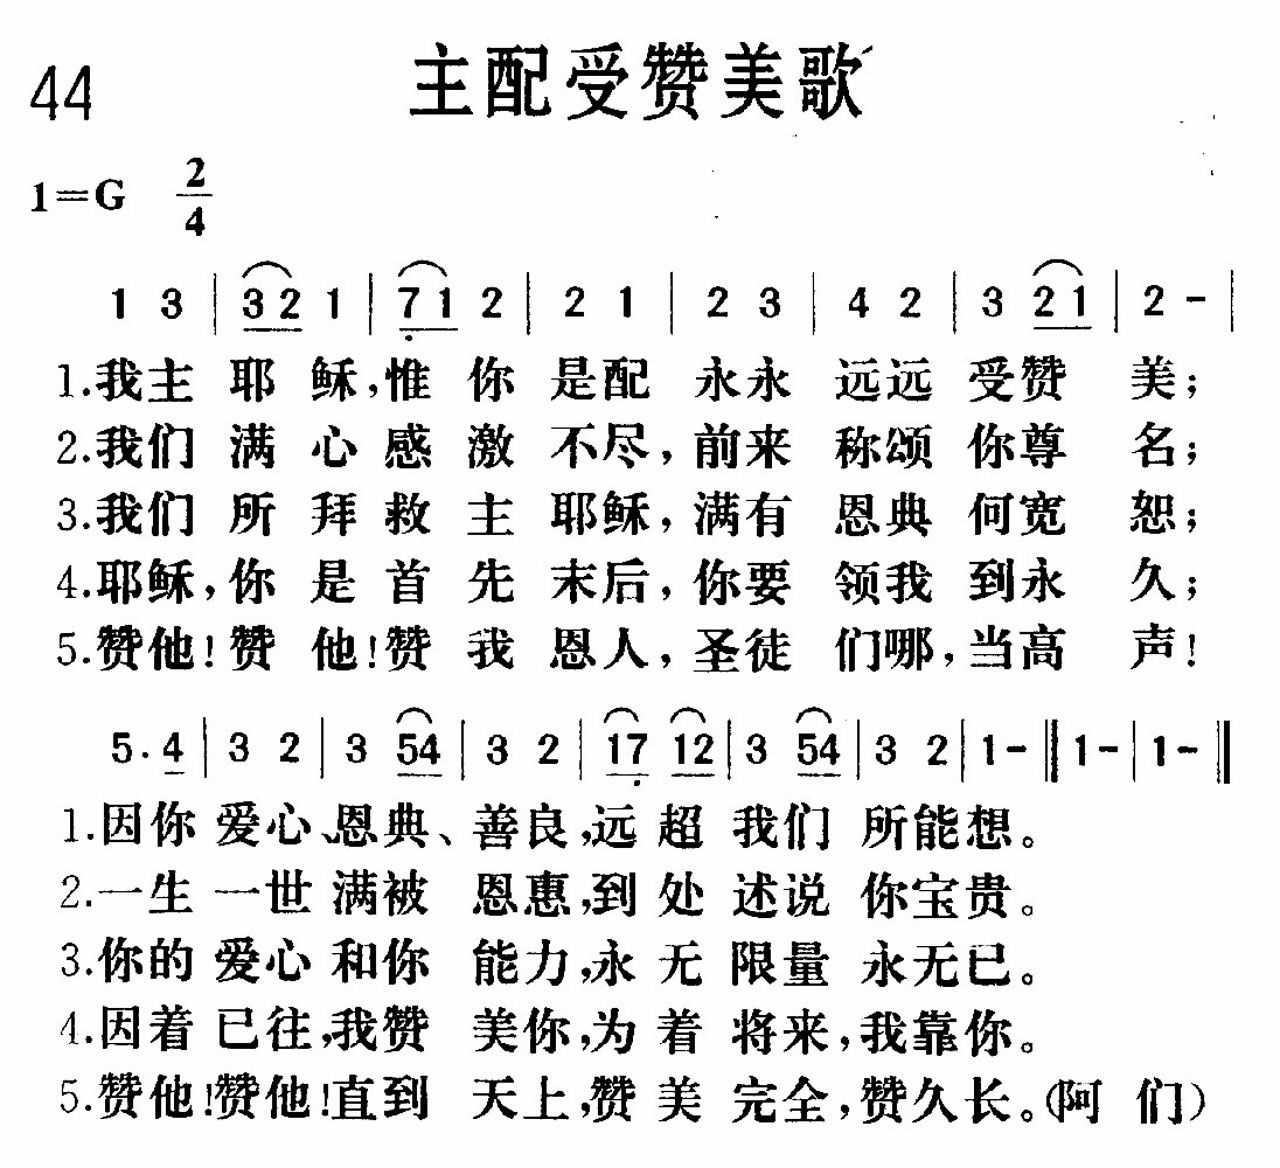 44
主配受赞美歌
1=G 2/4
1 3 | 3 2 1 | 7 1 2 | 2 1 | 2 3 | 4 2 | 3 2 1 | 2 - |
1.我主 耶 稣,惟 你 是配 永永 远远 受赞 美;
2.我们 满 心 感 激 不尽,前来 称颂 你尊 名;
3.我们 所 拜 救 主 耶稣,满有 恩典 何宽 恕;
4.耶稣,你 是 首 先 末后,你要 领我 到永 久;
5.赞他!赞 他!赞 我 恩人,圣徒 们哪,当高 声!
5. 4 | 3 2 | 3 54 | 3 2 | 17 12 | 3 54 | 3 2 | 1 - ‖ 1 - | 1 - ‖
1.因你 爱心、恩典、善良,远 超 我们 所能想。
2.一生 一世 满被 恩惠,到 处 述说 你宝贵。
3.你的 爱心 和你 能力,永 无 限量 永无已。
4.因着 已往,我赞 美你,为 着 将来,我靠你。
5.赞他!赞他!直到 天上,赞 美 完全,赞久长。(阿 们)